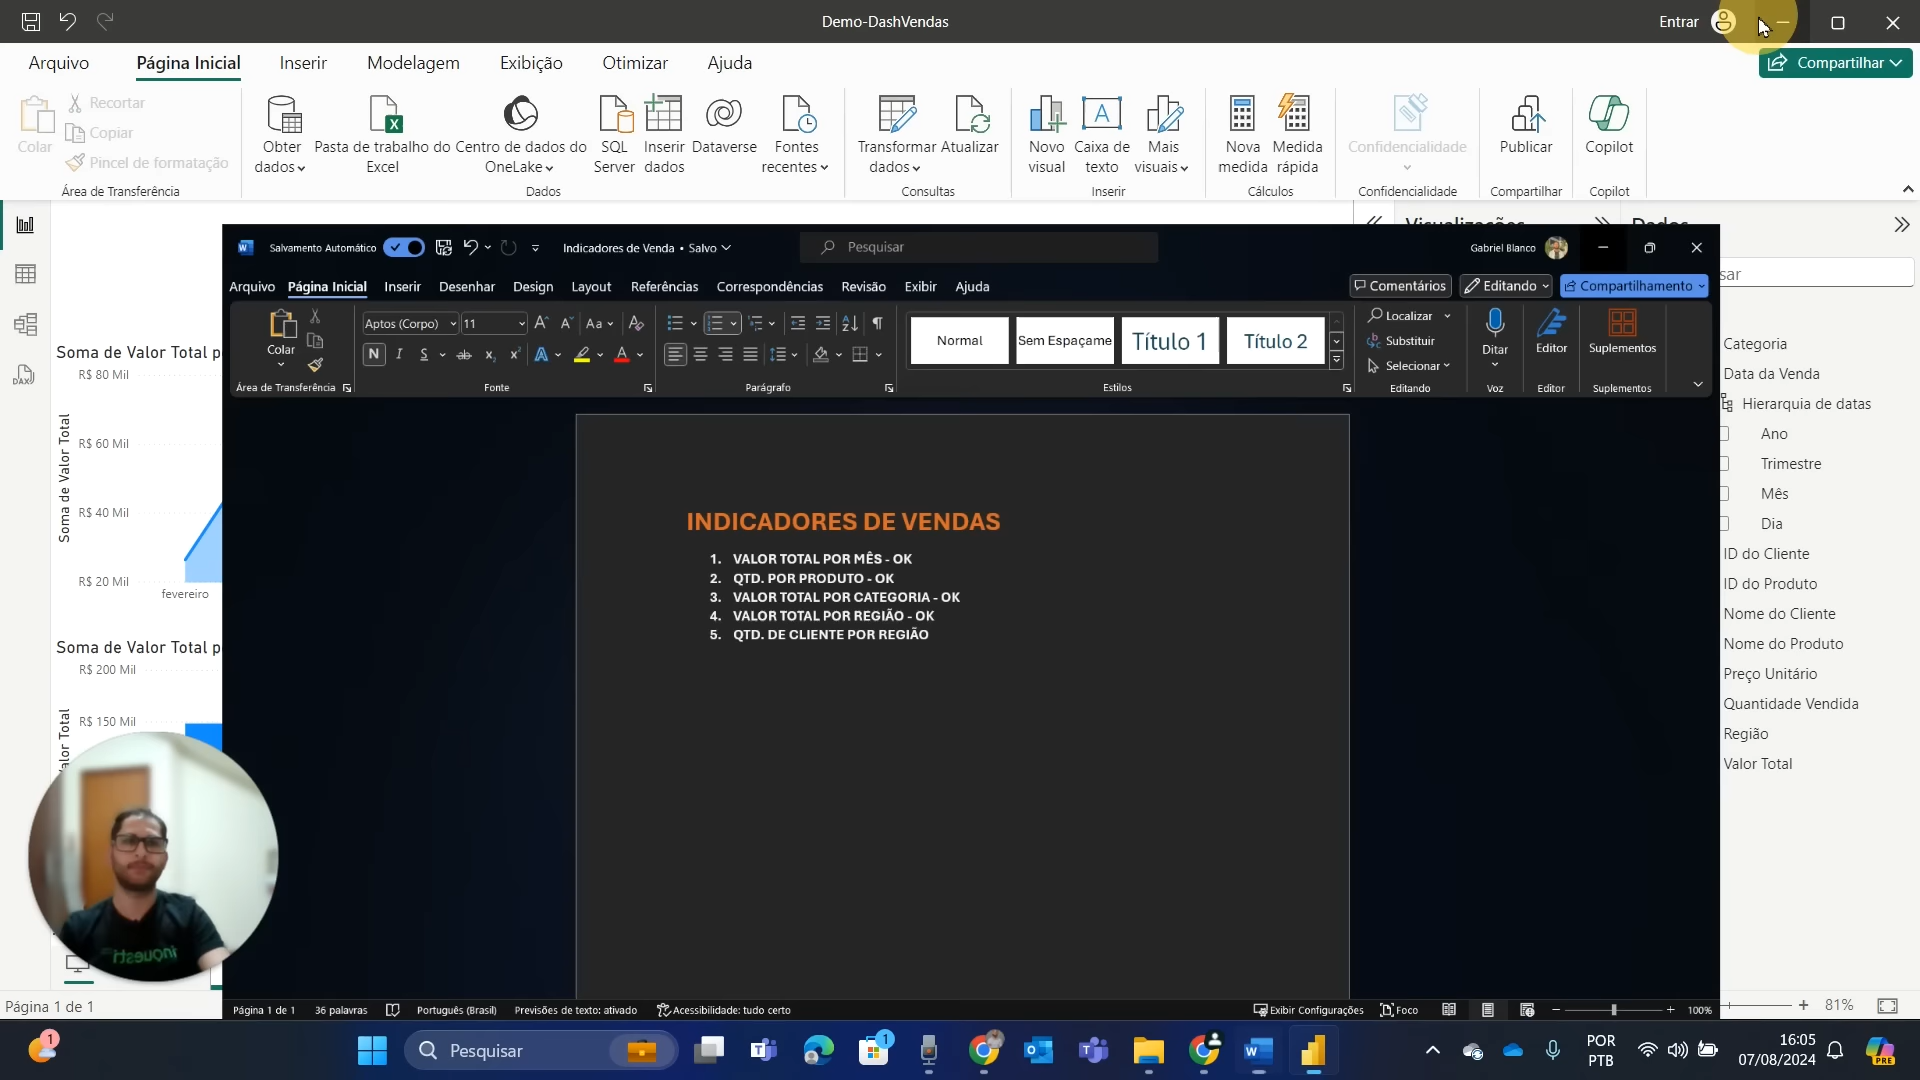 Demo-DashVendas
Entrar
Arquivo Página Inicial Inserir Modelagem Exibição Otimizar Ajuda
Compartilhar
Colar
Recortar
Copiar
Pincel de formatação
Área de Transferência
Obter dados
Pasta de trabalho do Excel
Centro de dados do OneLake
SQL Server
Inserir dados
Dataverse
Fontes recentes
Dados
Transformar dados
Atualizar
Consultas
Novo visual
Caixa de texto
Mais visuais
Inserir
Nova medida
Medida rápida
Cálculos
Confidencialidade
Confidencialidade
Publicar
Compartilhar
Copilot
Copilot
Visualizações
Dados
Salvamento Automático
Indicadores de Venda • Salvo
Pesquisar
Gabriel Blanco
Arquivo Página Inicial Inserir Desenhar Design Layout Referências Correspondências Revisão Exibir Ajuda
Comentários
Editando
Compartilhamento
Colar
Área de Transferência
Aptos (Corpo) 11
N I S ab x₂ x²
Fonte
Parágrafo
Normal
Sem Espaçame
Título 1
Título 2
Estilos
Localizar
Substituir
Selecionar
Editando
Ditar
Voz
Editor
Editor
Suplementos
Suplementos
INDICADORES DE VENDAS
1. VALOR TOTAL POR MÊS - OK
2. QTD. POR PRODUTO - OK
3. VALOR TOTAL POR CATEGORIA - OK
4. VALOR TOTAL POR REGIÃO - OK
5. QTD. DE CLIENTE POR REGIÃO
Página 1 de 1 36 palavras Português (Brasil) Previsões de texto: ativado Acessibilidade: tudo certo
Exibir Configurações Foco 100%
Soma de Valor Total p
R$ 80 Mil
R$ 60 Mil
R$ 40 Mil
R$ 20 Mil
Soma de Valor Total
fevereiro
Soma de Valor Total p
R$ 200 Mil
R$ 150 Mil
Valor Total
sar
Categoria
Data da Venda
Hierarquia de datas
Ano
Trimestre
Mês
Dia
ID do Cliente
ID do Produto
Nome do Cliente
Nome do Produto
Preço Unitário
Quantidade Vendida
Região
Valor Total
Página 1 de 1
81%
1
Pesquisar
1
POR
PTB
16:05
07/08/2024
PRE